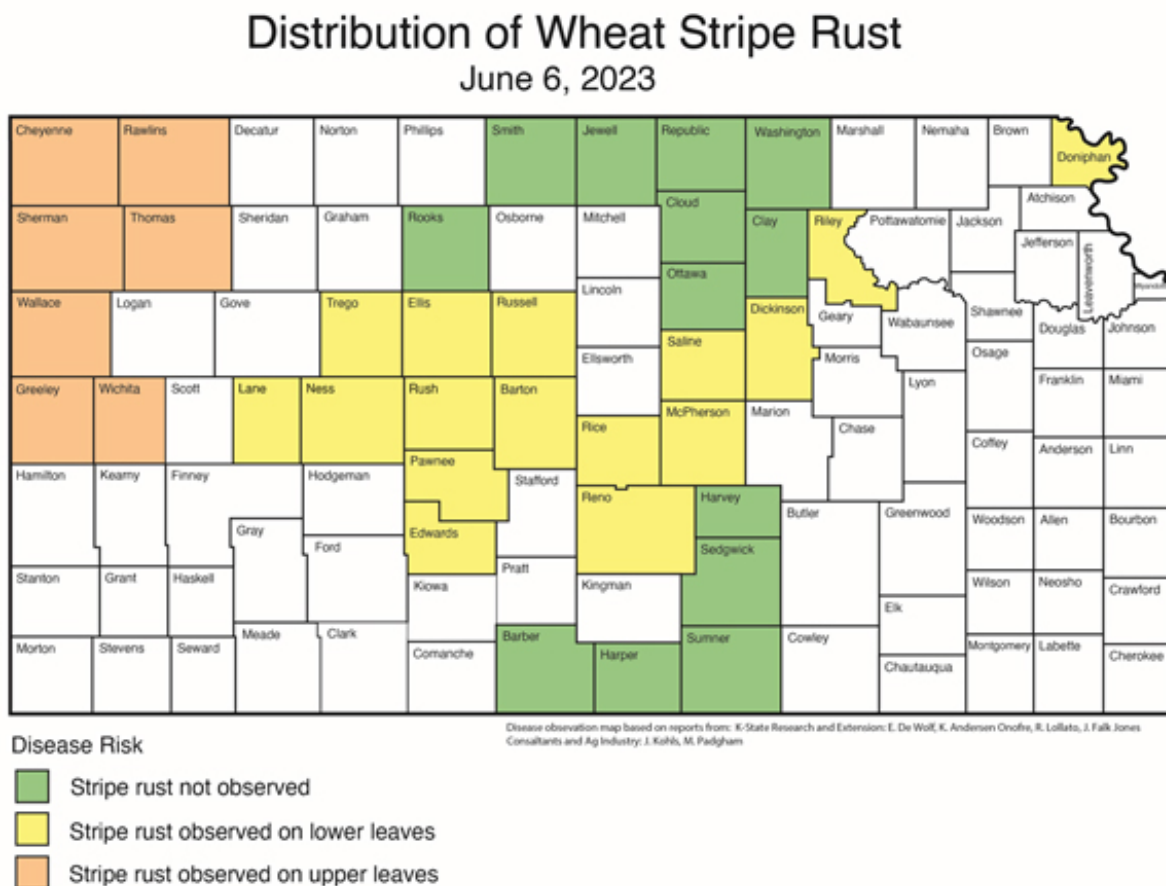 Distribution of Wheat Stripe Rust
June 6, 2023
Cheyenne Rawlins Decatur Norton Phillips Smith Jewell Republic Washington Marshall Nemaha Brown Doniphan
Atchison
Sherman Thomas Sheridan Graham Rooks Osborne Mitchell Cloud Clay Riley Pottawatomie Jackson
Jefferson Leavenworth
Wallace Logan Gove Trego Ellis Russell Lincoln Ottawa Dickinson Geary Wabaunsee Shawnee Douglas Johnson
Ellsworth Saline Morris Osage
Greeley Wichita Scott Lane Ness Rush Barton Lyon Franklin Miami
Rice McPherson Marion Chase
Hamilton Kearny Finney Hodgeman Pawnee Stafford Coffey Anderson Linn
Reno Harvey Butler Greenwood
Gray Ford Edwards Woodson Allen Bourbon
Sedgwick
Stanton Grant Haskell Kiowa Pratt Kingman Wilson Neosho Crawford
Elk
Morton Stevens Seward Meade Clark Comanche Barber Harper Sumner Cowley Montgomery Labette Cherokee
Chautauqua
Disease obsevation map based on reports from: K-State Research and Extension: E. De Wolf, K. Andersen Onofre, R. Lollato, J. Falk Jones
Consaltants and Ag Industry: J. Kohls, M. Padgham
Disease Risk
Stripe rust not observed
Stripe rust observed on lower leaves
Stripe rust observed on upper leaves